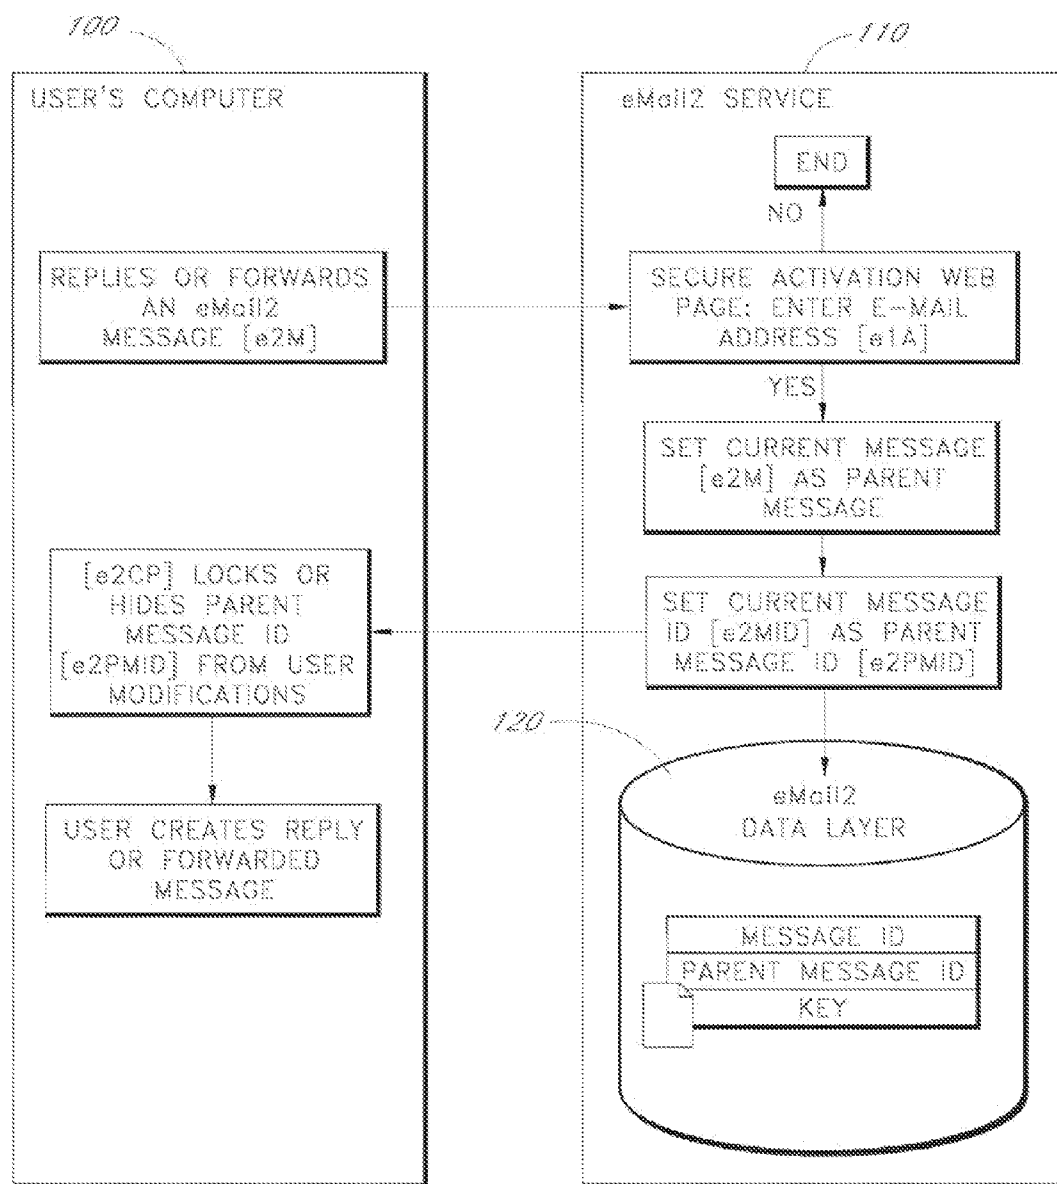 100
110
USER'S COMPUTER
REPLIES OR FORWARDS
AN eMail2
MESSAGE [e2M]
[e2CP] LOCKS OR
HIDES PARENT
MESSAGE ID
[e2PMID] FROM USER
MODIFICATIONS
USER CREATES REPLY
OR FORWARDED
MESSAGE
eMail2 SERVICE
END
NO
SECURE ACTIVATION WEB
PAGE: ENTER E-MAIL
ADDRESS [e1A]
YES
SET CURRENT MESSAGE
[e2M] AS PARENT
MESSAGE
SET CURRENT MESSAGE
ID [e2MID] AS PARENT
MESSAGE ID [e2PMID]
120
eMail2
DATA LAYER
MESSAGE ID
PARENT MESSAGE ID
KEY